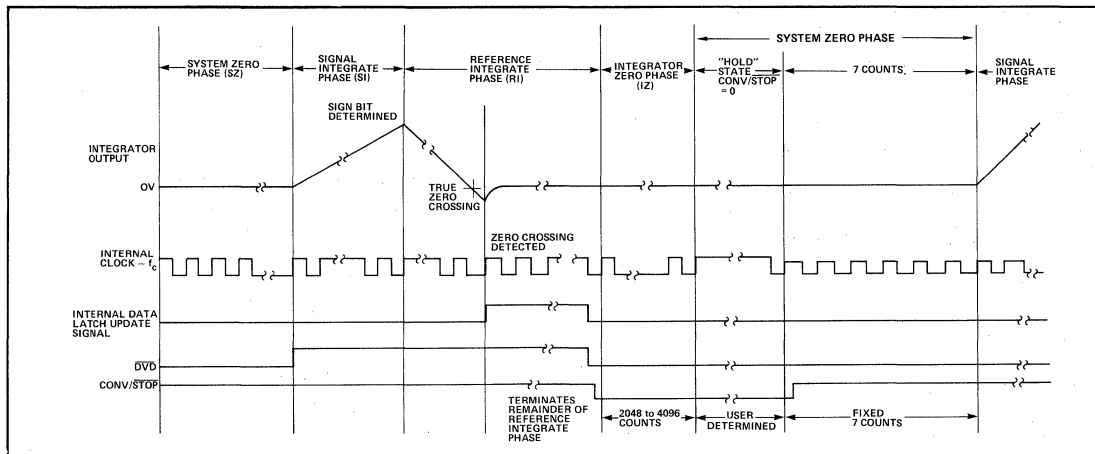 SYSTEM ZERO PHASE
SYSTEM ZERO
PHASE (SZ)
SIGNAL
INTEGRATE
PHASE (SI)
REFERENCE
INTEGRATE
PHASE (RI)
INTEGRATOR
ZERO PHASE (IZ)
"HOLD"
STATE
CONV/STOP
= 0
7 COUNTS
SIGNAL
INTEGRATE
PHASE
SIGN BIT
DETERMINED
INTEGRATOR
OUTPUT
OV
TRUE
ZERO
CROSSING
ZERO CROSSING
DETECTED
INTERNAL
CLOCK ~ fc
INTERNAL DATA
LATCH UPDATE
SIGNAL
DVD
CONV/STOP
TERMINATES
REMAINDER OF
REFERENCE
INTEGRATE
PHASE
2048 to 4096
COUNTS
USER
DETERMINED
FIXED
7 COUNTS